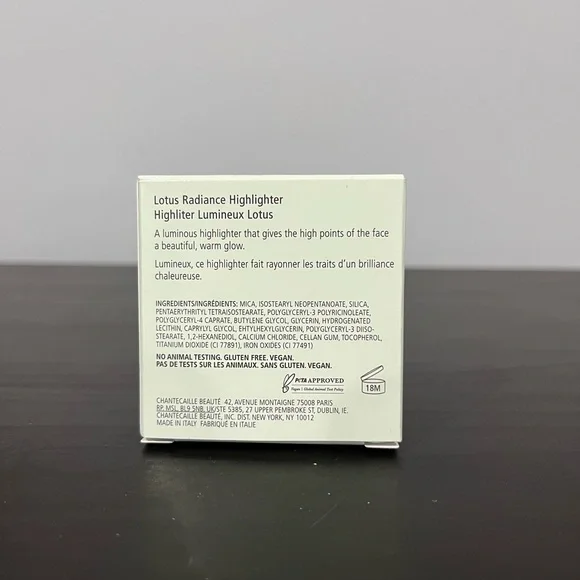 Lotus Radiance Highlighter
Highliter Lumineux Lotus
A luminous highlighter that gives the high points of the face
a beautiful, warm glow.
Lumineux, ce highlighter fait rayonner les traits d'un brilliance
chaleureuse.
INGREDIENTS/INGRÉDIENTS: MICA, ISOSTEARYL NEOPENTANOATE, SILICA,
PENTAERYTHRITYL TETRAISOSTEARATE, POLYGLYCERYL-3 POLYRICINOLEATE,
POLYGLYCERYL-4 CAPRATE, BUTYLENE GLYCOL, GLYCERIN, HYDROGENATED
LECITHIN, CAPRYLYL GLYCOL, EHTYLHEXYLGLYCERIN, POLYGLYCERYL-3 DIISO-
STEARATE, 1,2-HEXANEDIOL, CALCIUM CHLORIDE, CELLAN GUM, TOCOPHEROL,
TITANIUM DIOXIDE (CI 77891), IRON OXIDES (CI 77491)
NO ANIMAL TESTING. GLUTEN FREE. VEGAN.
PAS DE TESTS SUR LES ANIMAUX. SANS GLUTEN. VEGAN.
PETA APPROVED
Vegan | Global Animal Test Policy
18M
CHANTECAILLE BEAUTÉ 42, AVENUE MONTAIGNE 75008 PARIS
RP. MSL, BL9 5NB, UK/STE 5385, 27 UPPER PEMBROKE ST, DUBLIN, IE.
CHANTECAILLE BEAUTÉ, INC. DIST. NEW YORK, NY 10012
MADE IN ITALY FABRIQUÉ EN ITALIE